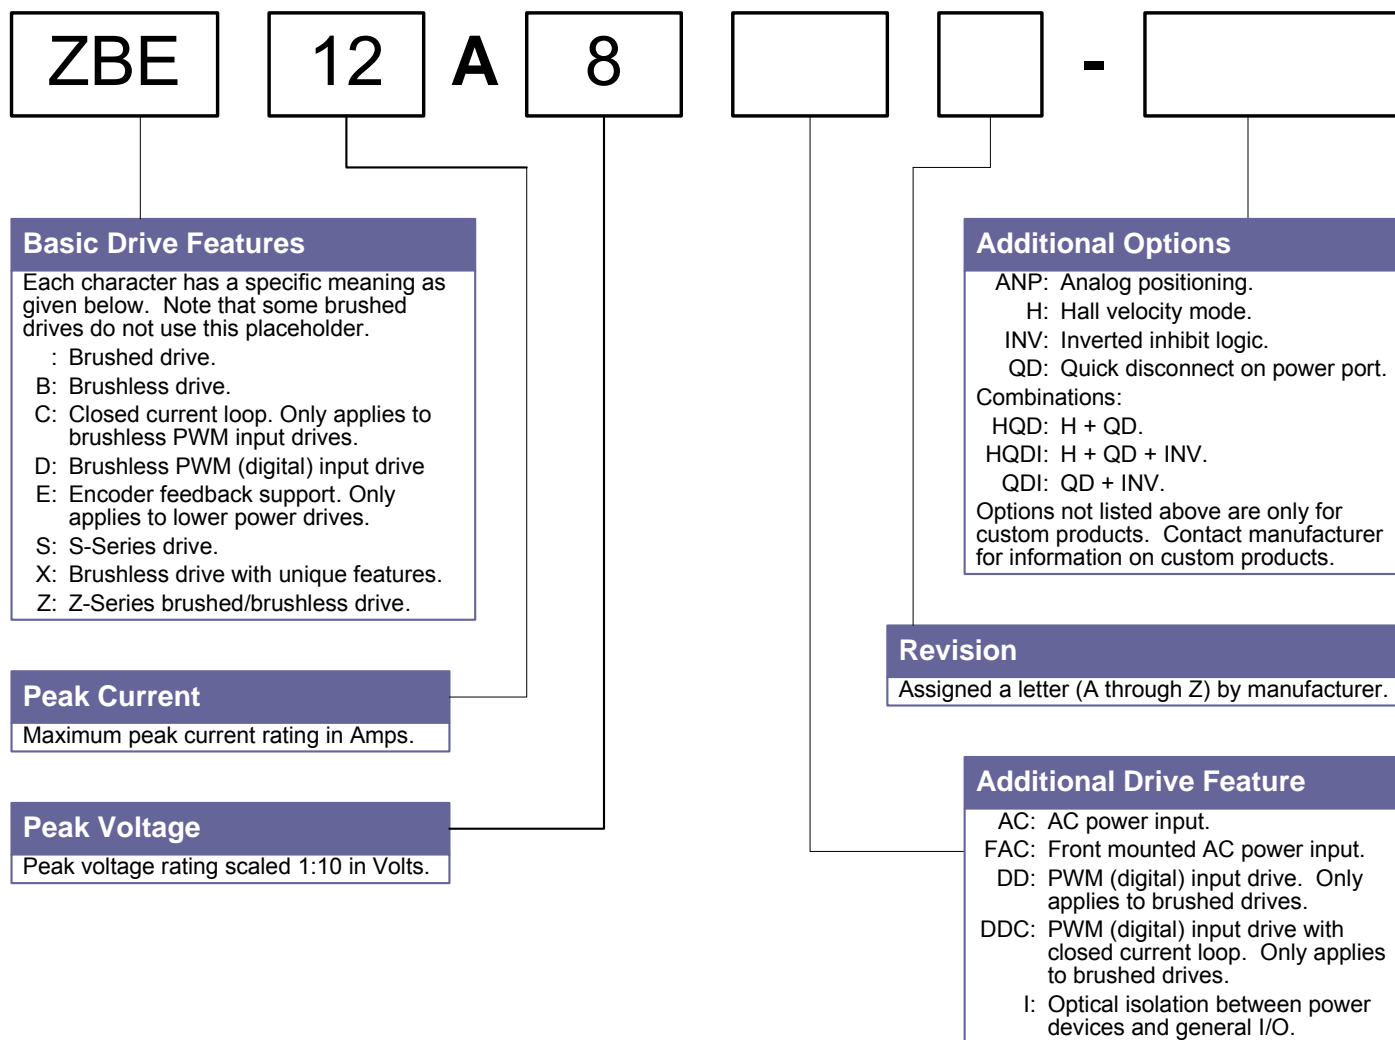 ZBE 12 A 8 -
Basic Drive Features
Each character has a specific meaning as
given below. Note that some brushed
drives do not use this placeholder.
: Brushed drive.
B: Brushless drive.
C: Closed current loop. Only applies to
brushless PWM input drives.
D: Brushless PWM (digital) input drive
E: Encoder feedback support. Only
applies to lower power drives.
S: S-Series drive.
X: Brushless drive with unique features.
Z: Z-Series brushed/brushless drive.
Peak Current
Maximum peak current rating in Amps.
Peak Voltage
Peak voltage rating scaled 1:10 in Volts.
Additional Options
ANP: Analog positioning.
H: Hall velocity mode.
INV: Inverted inhibit logic.
QD: Quick disconnect on power port.
Combinations:
HQD: H + QD.
HQDI: H + QD + INV.
QDI: QD + INV.
Options not listed above are only for
custom products. Contact manufacturer
for information on custom products.
Revision
Assigned a letter (A through Z) by manufacturer.
Additional Drive Feature
AC: AC power input.
FAC: Front mounted AC power input.
DD: PWM (digital) input drive. Only
applies to brushed drives.
DDC: PWM (digital) input drive with
closed current loop. Only applies
to brushed drives.
I: Optical isolation between power
devices and general I/O.